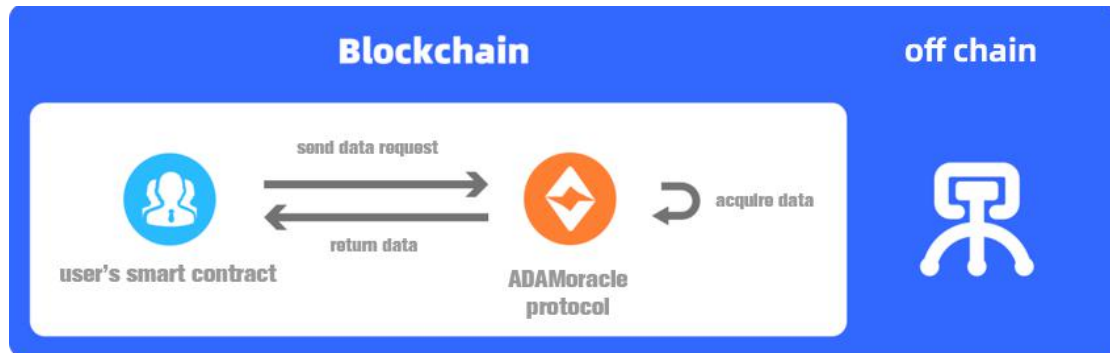 Blockchain
off chain
send data request
acquire data
return data
user's smart contract
ADAMoracle
protocol